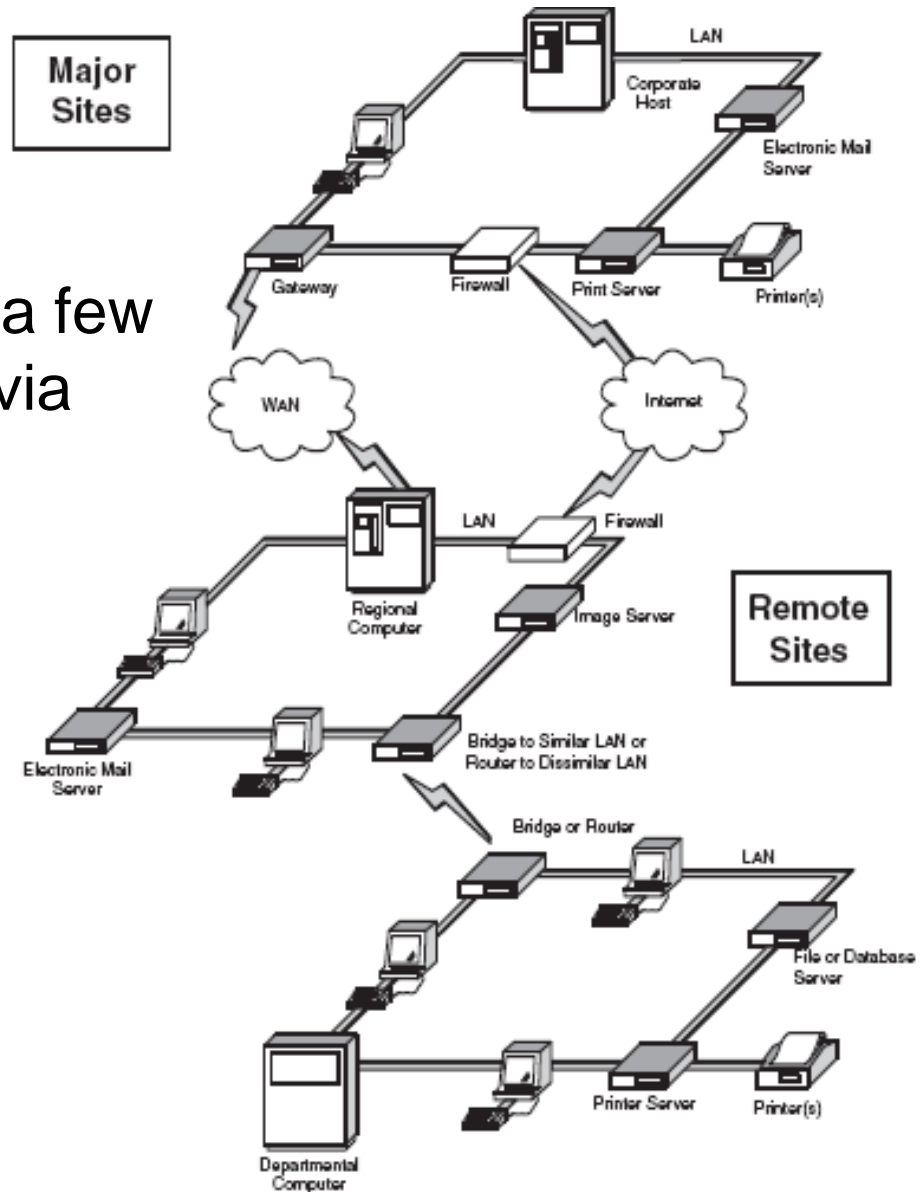 Major
Sites
LAN
Corporate
Host
Electronic Mail
Server
Gateway
Firewall
Print Server
Printer(s)
a few
via
WAN
Internet
LAN
Firewall
Regional
Computer
Image Server
Remote
Sites
Electronic Mail
Server
Bridge to Similar LAN or
Router to Dissimilar LAN
Bridge or Router
LAN
File or Database
Server
Printer Server
Printer(s)
Departmental
Computer